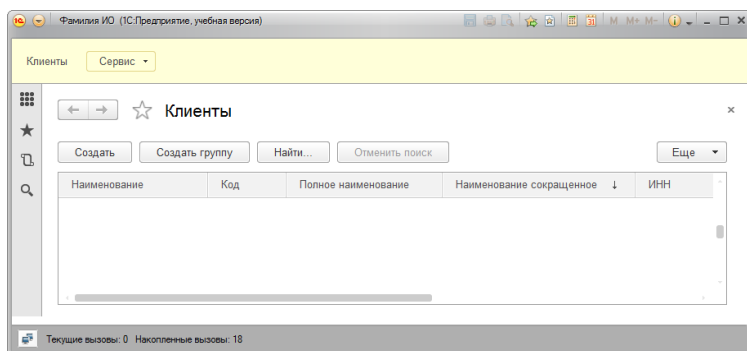 Фамилия ИО (1С:Предприятие, учебная версия) M M+ M-
Клиенты Сервис
Клиенты
Создать Создать группу Найти... Отменить поиск Еще
Наименование Код Полное наименование Наименование сокращенное ↓ ИНН
Текущие вызовы: 0 Накопленные вызовы: 18